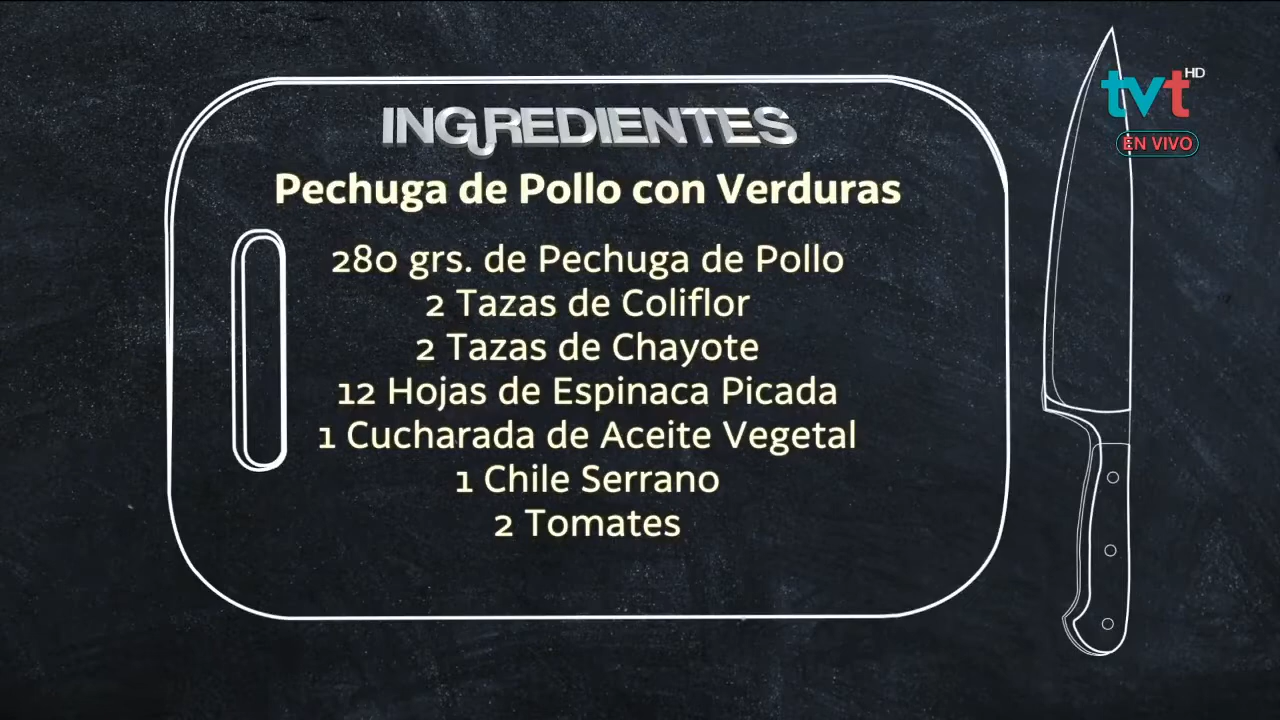 INGREDIENTES
Pechuga de Pollo con Verduras
280 grs. de Pechuga de Pollo
2 Tazas de Coliflor
2 Tazas de Chayote
12 Hojas de Espinaca Picada
1 Cucharada de Aceite Vegetal
1 Chile Serrano
2 Tomates
tvt HD
EN VIVO